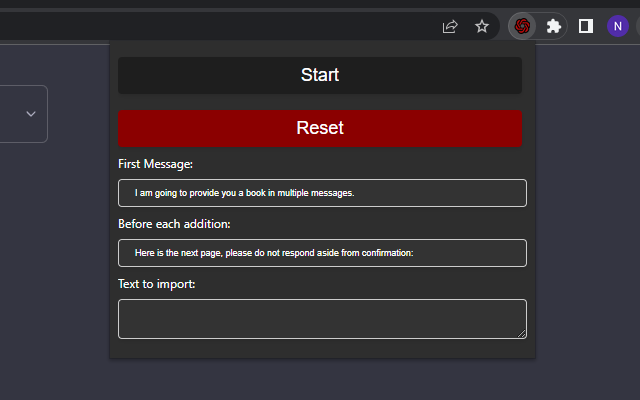 N
Start
Reset
First Message:
I am going to provide you a book in multiple messages.
Before each addition:
Here is the next page, please do not respond aside from confirmation:
Text to import: